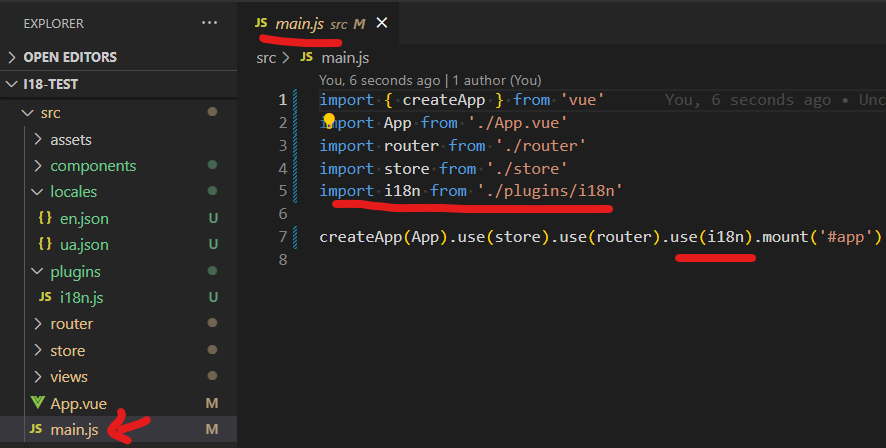 EXPLORER
···
OPEN EDITORS
I18-TEST
src
assets
components
locales
{} en.json U
{} ua.json U
plugins
JS i18n.js U
router
store
views
App.vue M
JS main.js M
JS main.js src M ×
src > JS main.js
You, 6 seconds ago | 1 author (You)
1 import { createApp } from 'vue' You, 6 seconds ago • Unc
2 import App from './App.vue'
3 import router from './router'
4 import store from './store'
5 import i18n from './plugins/i18n'
6
7 createApp(App).use(store).use(router).use(i18n).mount('#app')
8